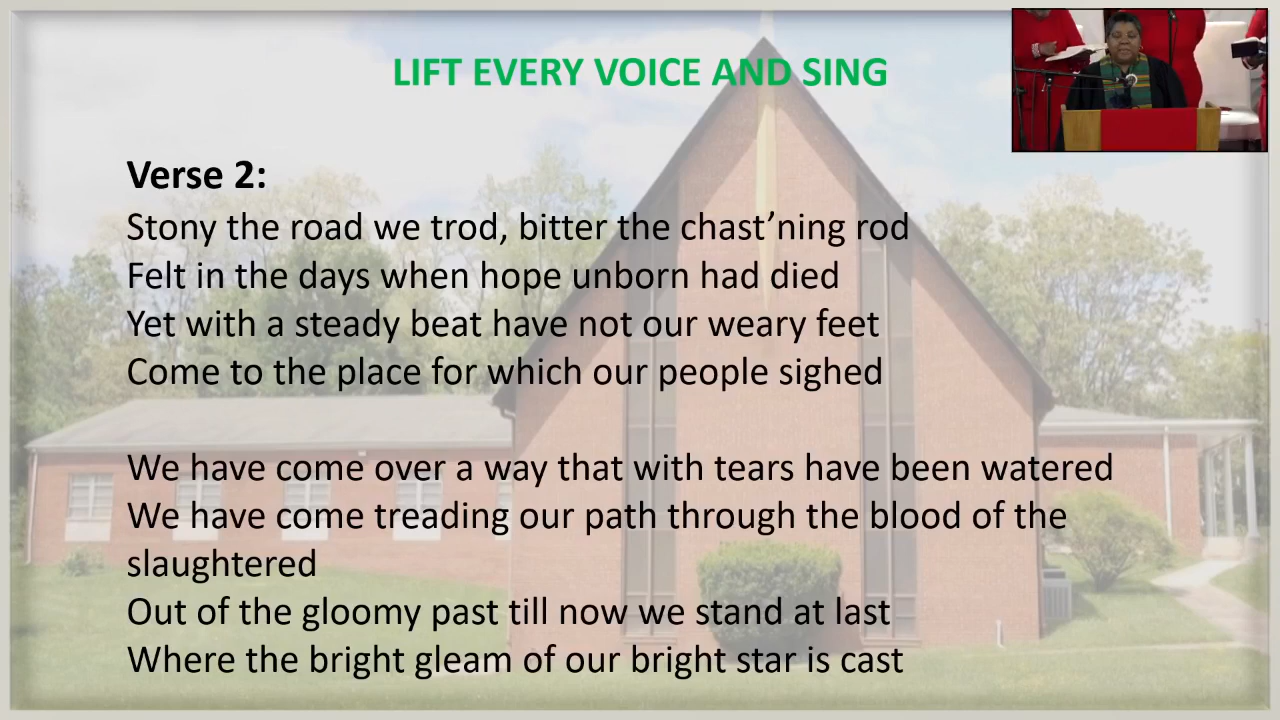 LIFT EVERY VOICE AND SING
Verse 2:
Stony the road we trod, bitter the chast’ning rod
Felt in the days when hope unborn had died
Yet with a steady beat have not our weary feet
Come to the place for which our people sighed
We have come over a way that with tears have been watered
We have come treading our path through the blood of the
slaughtered
Out of the gloomy past till now we stand at last
Where the bright gleam of our bright star is cast